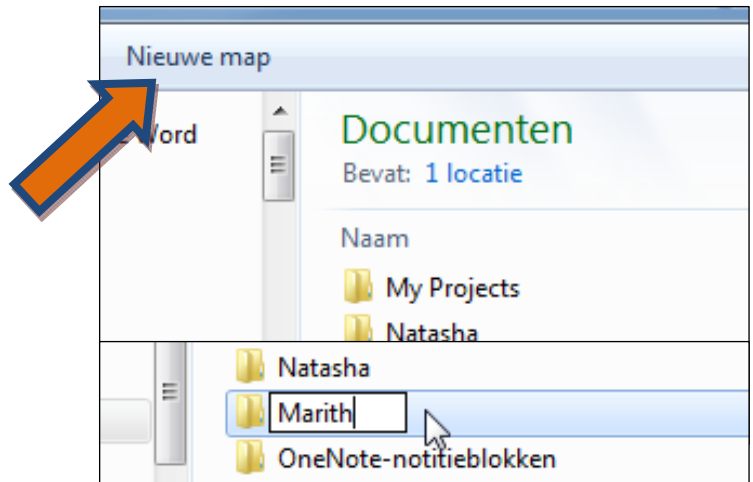 Nieuwe map
Word
Documenten
Bevat: 1 locatie
Naam
My Projects
Natasha
Natasha
Marith
OneNote-notitieblokken